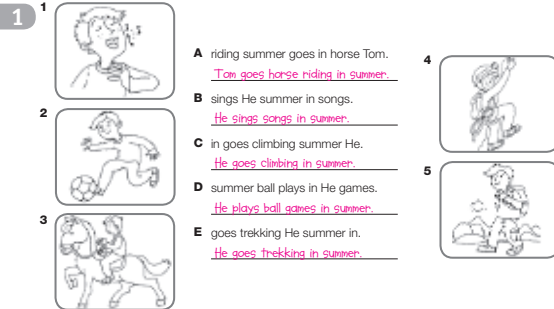 1
1
A riding summer goes in horse Tom.
Tom goes horse riding in summer.
B sings He summer in songs.
He sings songs in summer.
2
C in goes climbing summer He.
He goes climbing in summer.
D summer ball plays in He games.
He plays ball games in summer.
3
E goes trekking He summer in.
He goes trekking in summer.
4
5